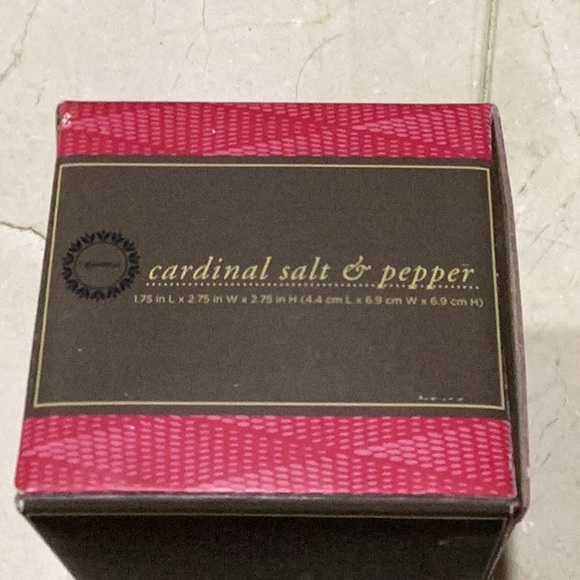 cardinal salt & pepper
1.75 in L x 2.75 in W x 2.75 in H (4.4 cm L x 6.9 cm W x 6.9 cm H)